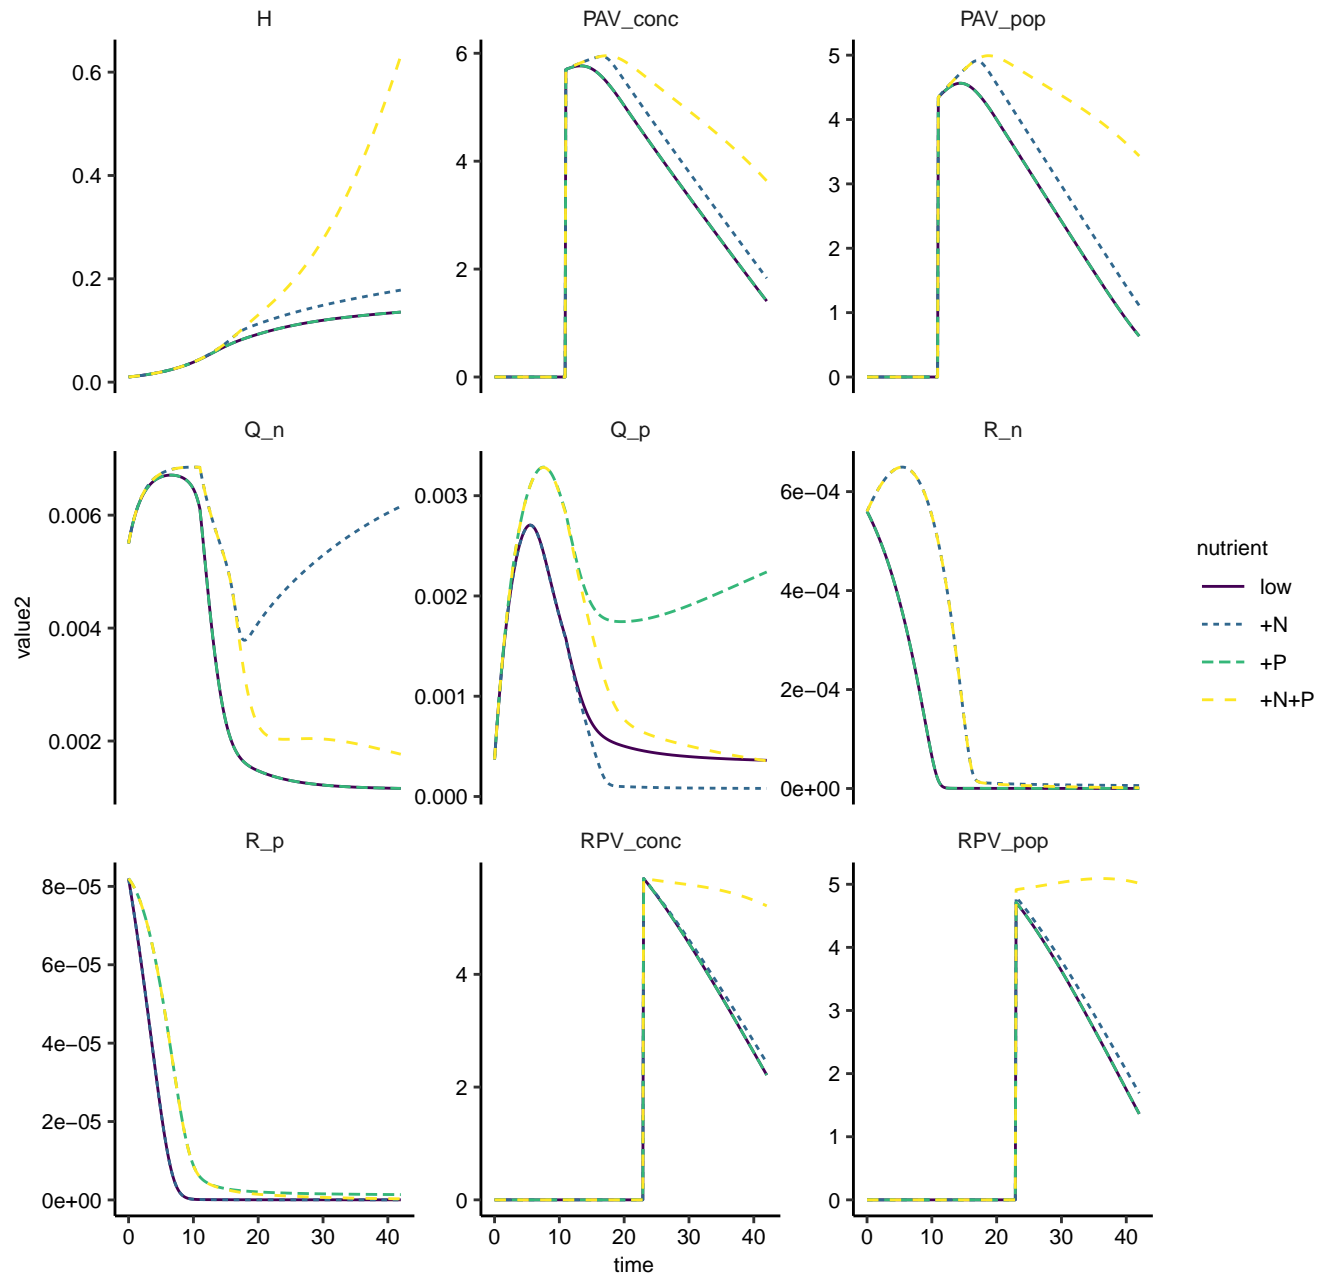 H
PAV_conc
PAV_pop
0.6
0.4
0.2
0.0
6
4
2
0
5
4
3
2
1
0
Q_n
Q_p
R_n
0.006
0.004
0.002
0.003
0.002
0.001
0.000
6e−04
4e−04
2e−04
0e+00
R_p
RPV_conc
RPV_pop
8e−05
6e−05
4e−05
2e−05
0e+00
4
2
0
5
4
3
2
1
0
0 10 20 30 40
0 10 20 30 40
0 10 20 30 40
time
value2
nutrient
low
+N
+P
+N+P